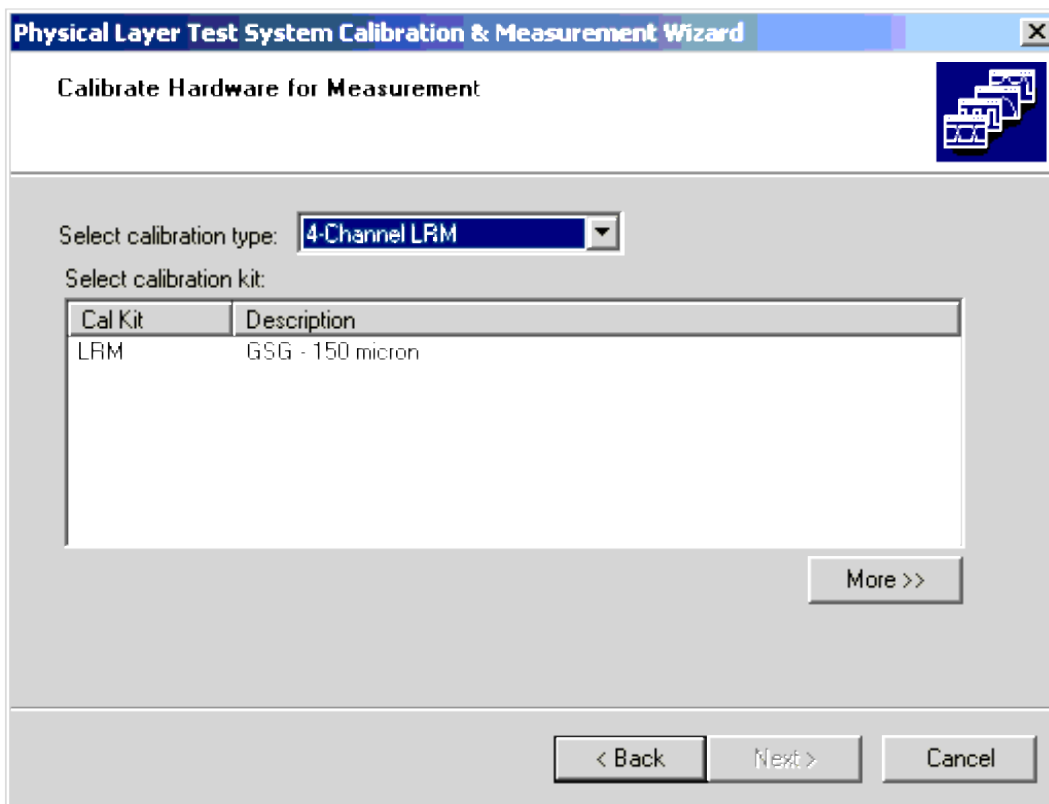 Physical Layer Test System Calibration & Measurement Wizard
Calibrate Hardware for Measurement
Select calibration type: 4-Channel LRM
Select calibration kit:
Cal Kit Description
LRM GSG - 150 micron
More >>
< Back Next > Cancel